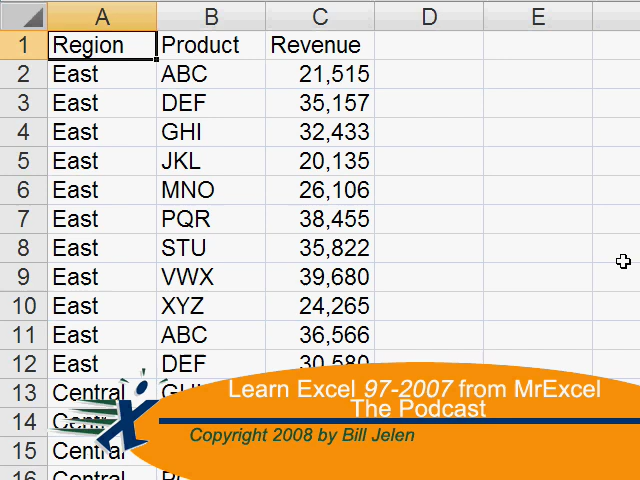 A B C D E
1 Region Product Revenue
2 East ABC 21,515
3 East DEF 35,157
4 East GHI 32,433
5 East JKL 20,135
6 East MNO 26,106
7 East PQR 38,455
8 East STU 35,822
9 East VWX 39,680
10 East XYZ 24,265
11 East ABC 36,566
12 East DEF 30,580
13 Central
14
15 Central
16 Central
Learn Excel 97-2007 from MrExcel
The Podcast
Copyright 2008 by Bill Jelen